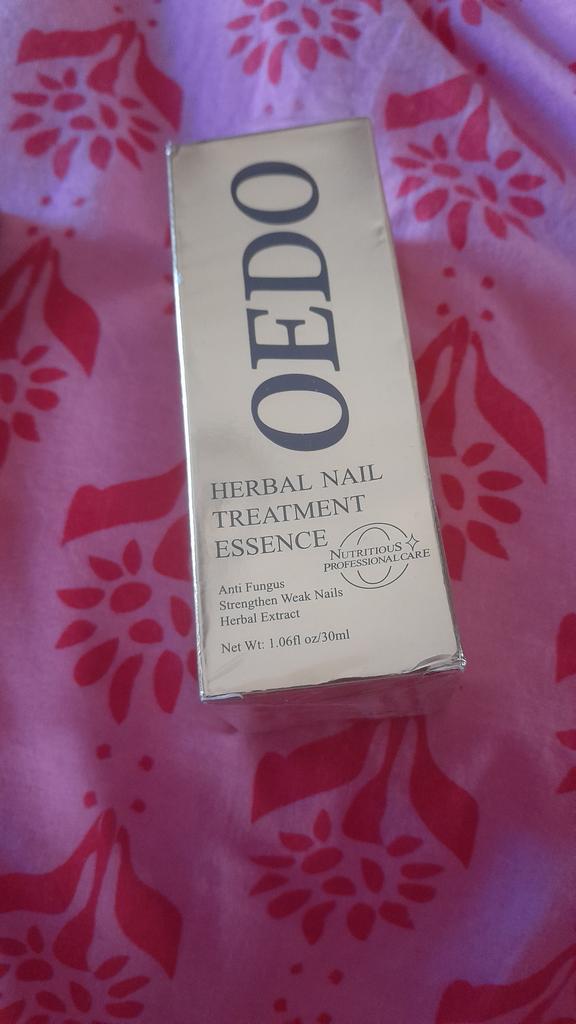 OEDO
HERBAL NAIL
TREATMENT
ESSENCE
NUTRITIOUS
PROFESSIONAL CARE
Anti Fungus
Strengthen Weak Nails
Herbal Extract
Net Wt: 1.06fl oz/30ml